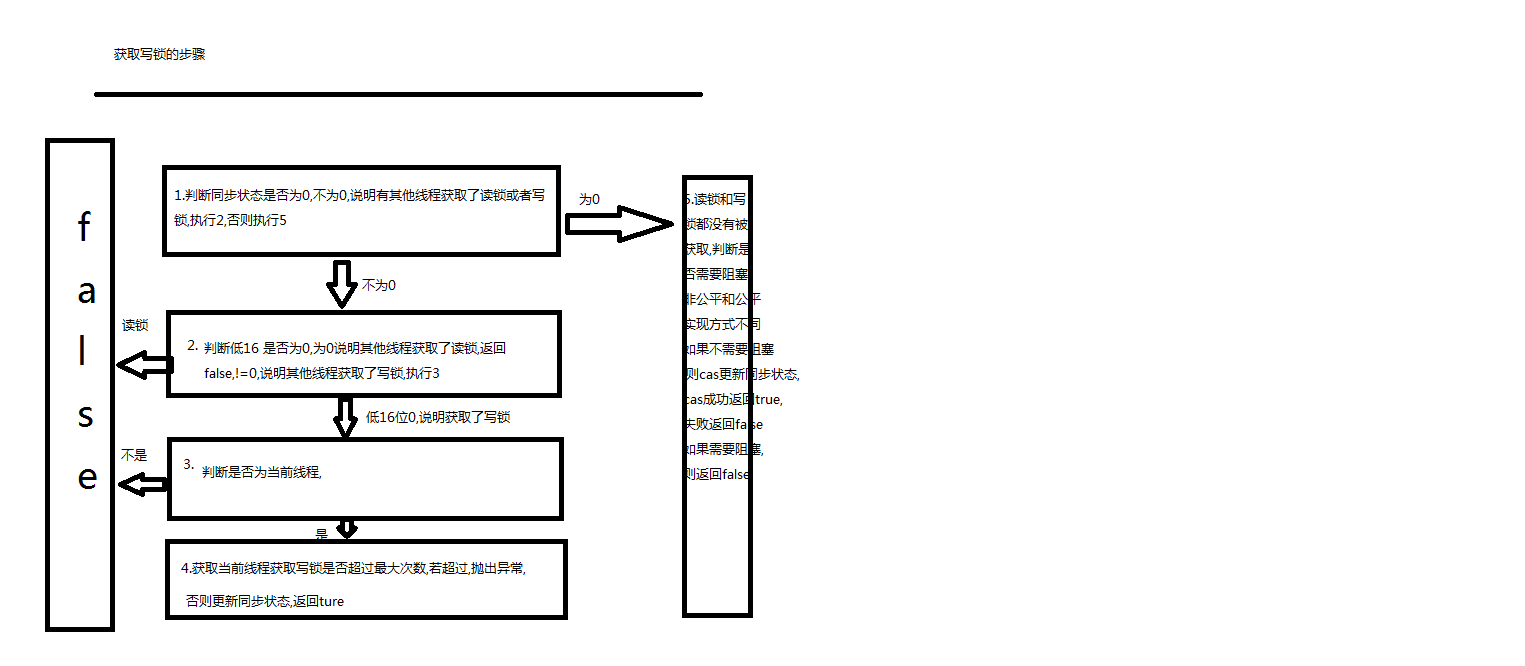 获取写锁的步骤
false
1.判断同步状态是否为0,不为0,说明有其他线程获取了读锁或者写
锁,执行2,否则执行5
为0
不为0
读锁
2. 判断低16 是否为0,为0说明其他线程获取了读锁,返回
false,!=0,说明其他线程获取了写锁,执行3
低16位0,说明获取了写锁
不是
3. 判断是否为当前线程,
是
4.获取当前线程获取写锁是否超过最大次数,若超过,抛出异常,
否则更新同步状态,返回ture
5.读锁和写
锁都没有被
获取,判断是
否需要阻塞
非公平和公平
实现方式不同
如果不需要阻塞
则cas更新同步状态,
cas成功返回true,
失败返回false
如果需要阻塞,
则返回false